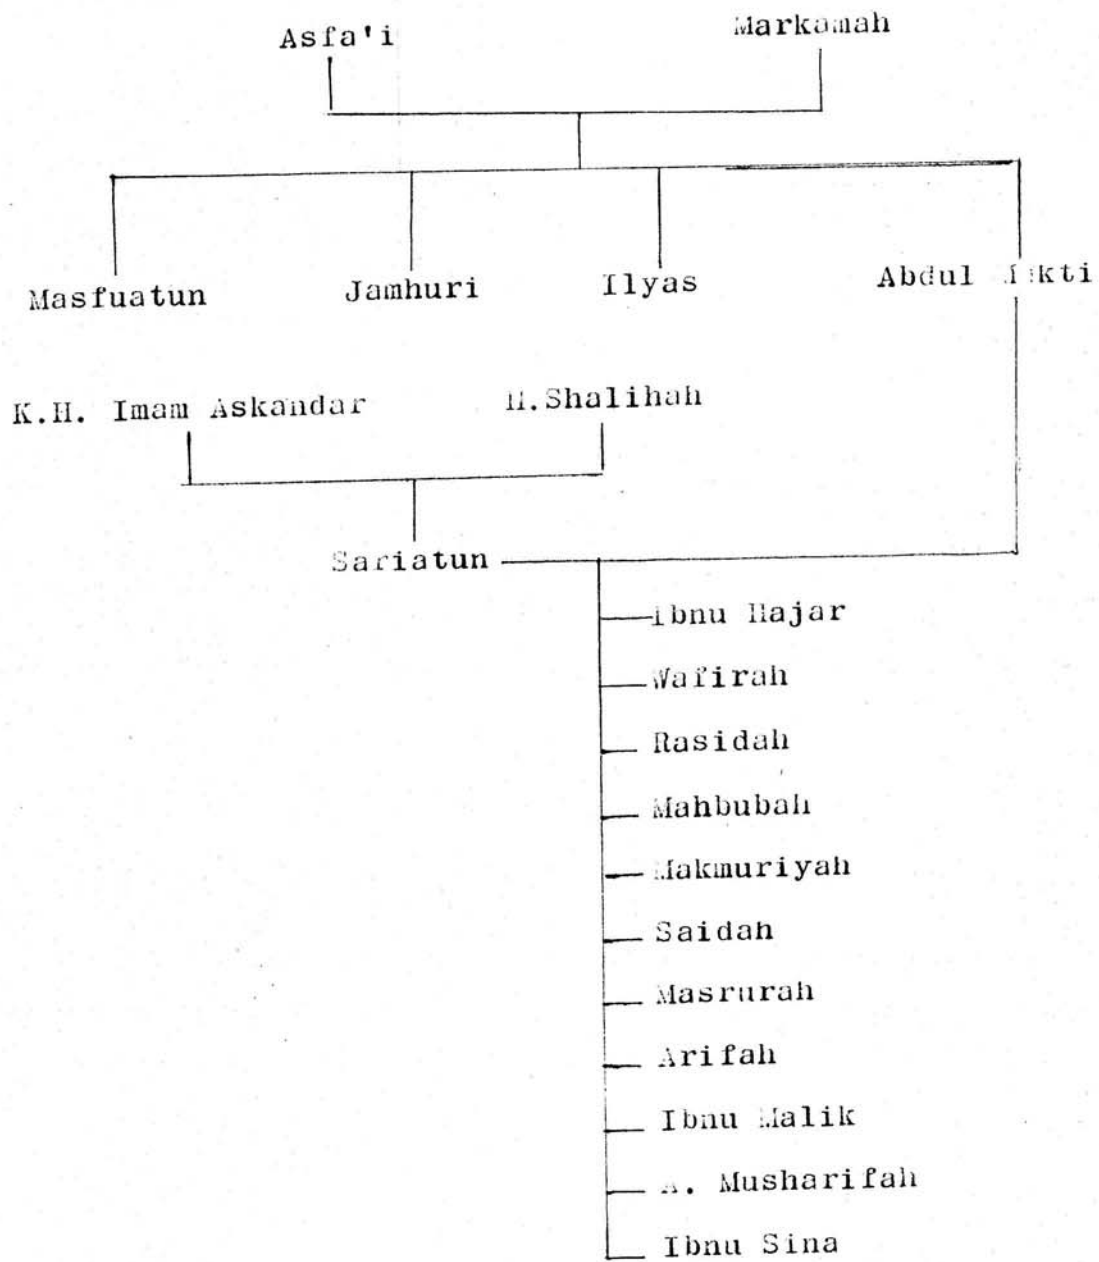 Asfa'i Markamah
Masfuatun Jamhuri Ilyas Abdul
K.H. Imam Askandar H.Shalihah
Sariatun
Ibnu Hajar
Wafirah
Rasidah
Mahbubah
Makmuriyah
Saidah
Masrurah
Arifah
Ibnu Malik
Musharifah
Ibnu Sina